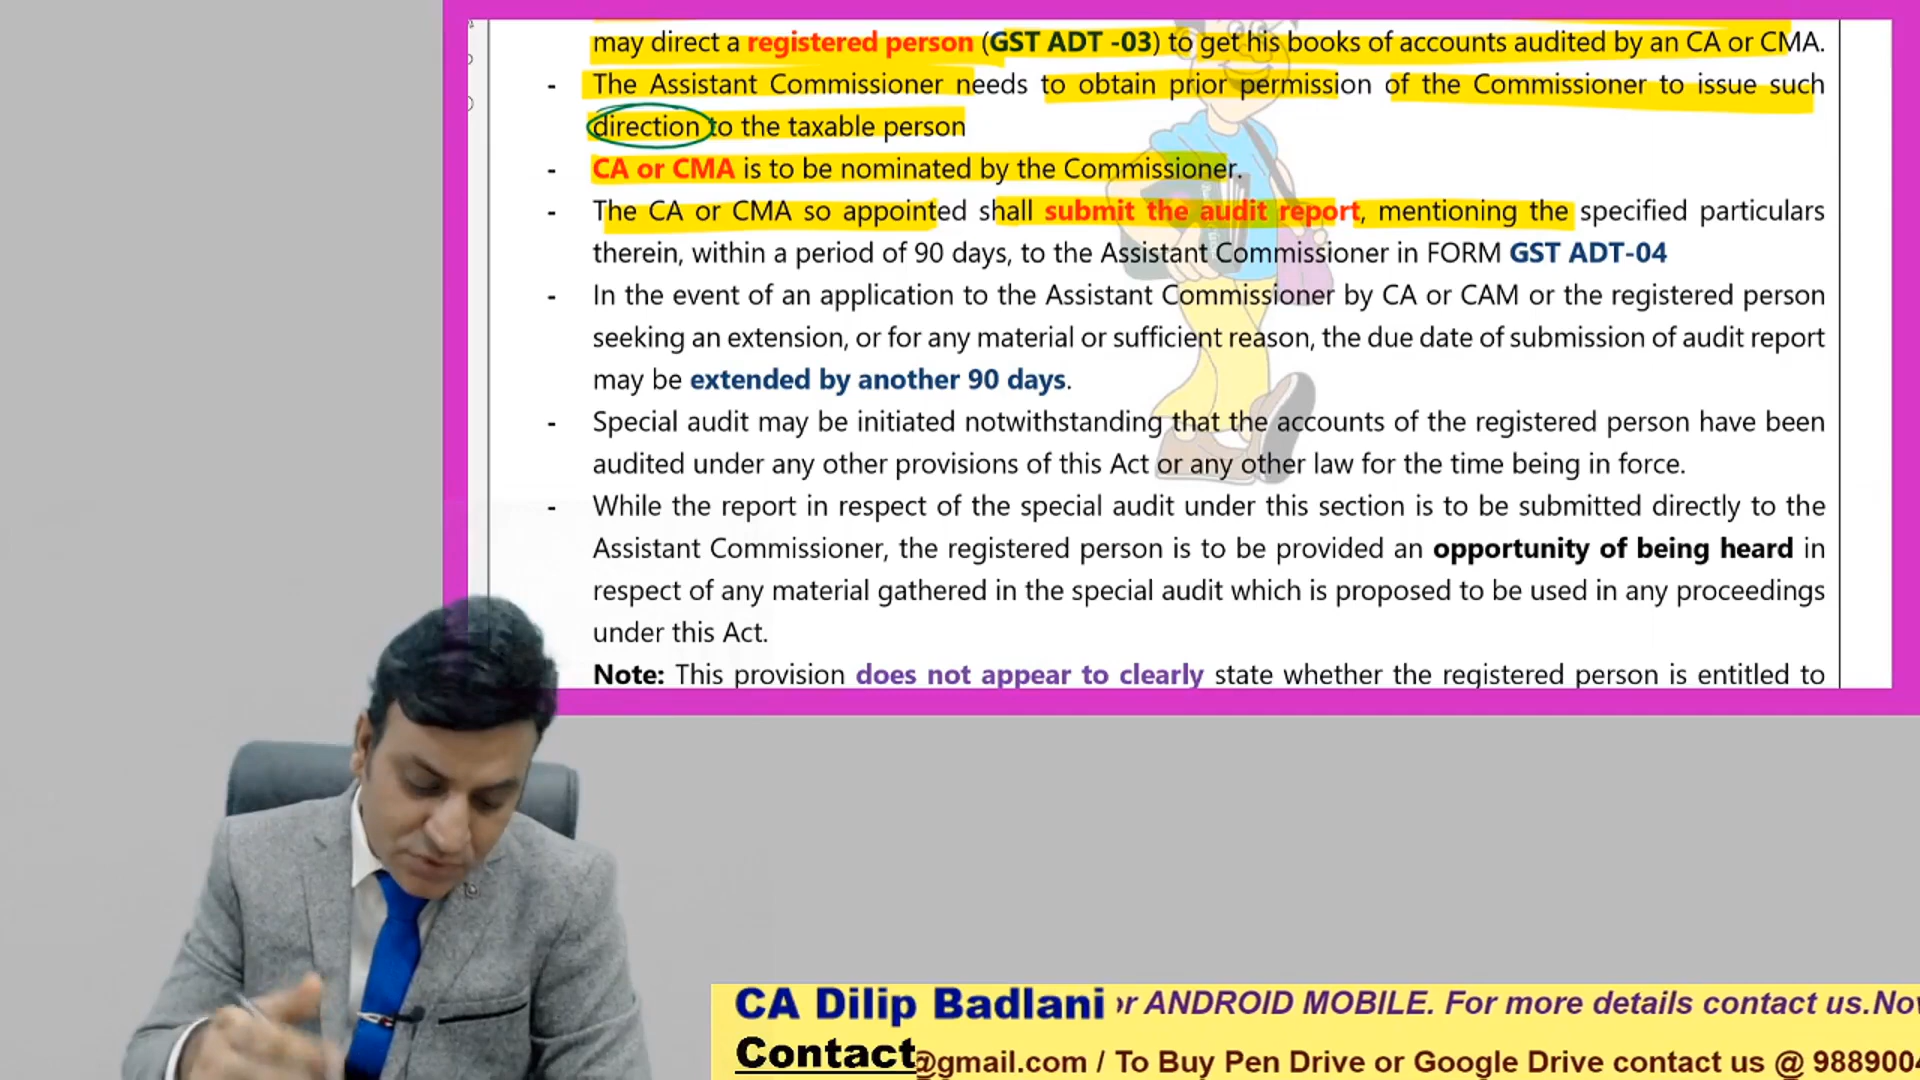 may direct a registered person (GST ADT -03) to get his books of accounts audited by an CA or CMA.
- The Assistant Commissioner needs to obtain prior permission of the Commissioner to issue such
direction to the taxable person
- CA or CMA is to be nominated by the Commissioner.
- The CA or CMA so appointed shall submit the audit report, mentioning the specified particulars
therein, within a period of 90 days, to the Assistant Commissioner in FORM GST ADT-04
- In the event of an application to the Assistant Commissioner by CA or CAM or the registered person
seeking an extension, or for any material or sufficient reason, the due date of submission of audit report
may be extended by another 90 days.
- Special audit may be initiated notwithstanding that the accounts of the registered person have been
audited under any other provisions of this Act or any other law for the time being in force.
- While the report in respect of the special audit under this section is to be submitted directly to the
Assistant Commissioner, the registered person is to be provided an opportunity of being heard in
respect of any material gathered in the special audit which is proposed to be used in any proceedings
under this Act.
Note: This provision does not appear to clearly state whether the registered person is entitled to
CA Dilip Badlani or ANDROID MOBILE. For more details contact us.No
Contact @gmail.com / To Buy Pen Drive or Google Drive contact us @ 988900